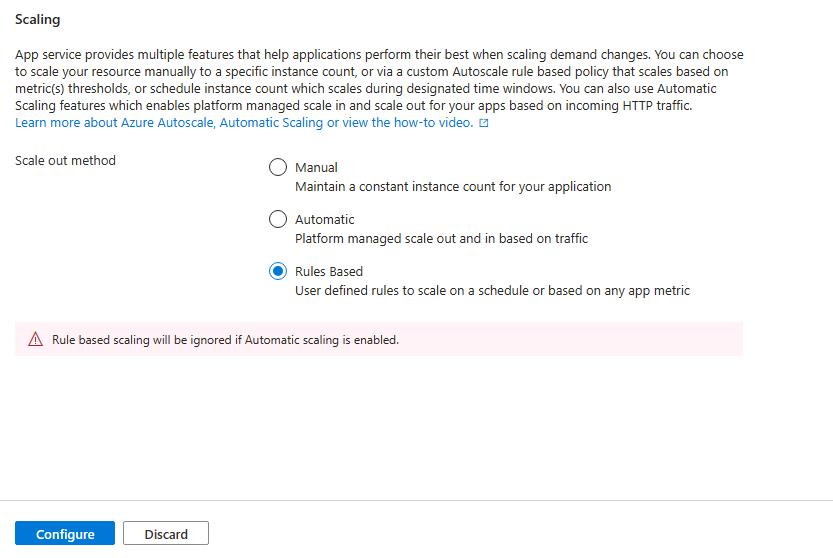 Scaling
App service provides multiple features that help applications perform their best when scaling demand changes. You can choose
to scale your resource manually to a specific instance count, or via a custom Autoscale rule based policy that scales based on
metric(s) thresholds, or schedule instance count which scales during designated time windows. You can also use Automatic
Scaling features which enables platform managed scale in and scale out for your apps based on incoming HTTP traffic.
Learn more about Azure Autoscale, Automatic Scaling or view the how-to video.
Scale out method
Manual
Maintain a constant instance count for your application
Automatic
Platform managed scale out and in based on traffic
Rules Based
User defined rules to scale on a schedule or based on any app metric
Rule based scaling will be ignored if Automatic scaling is enabled.
Configure
Discard